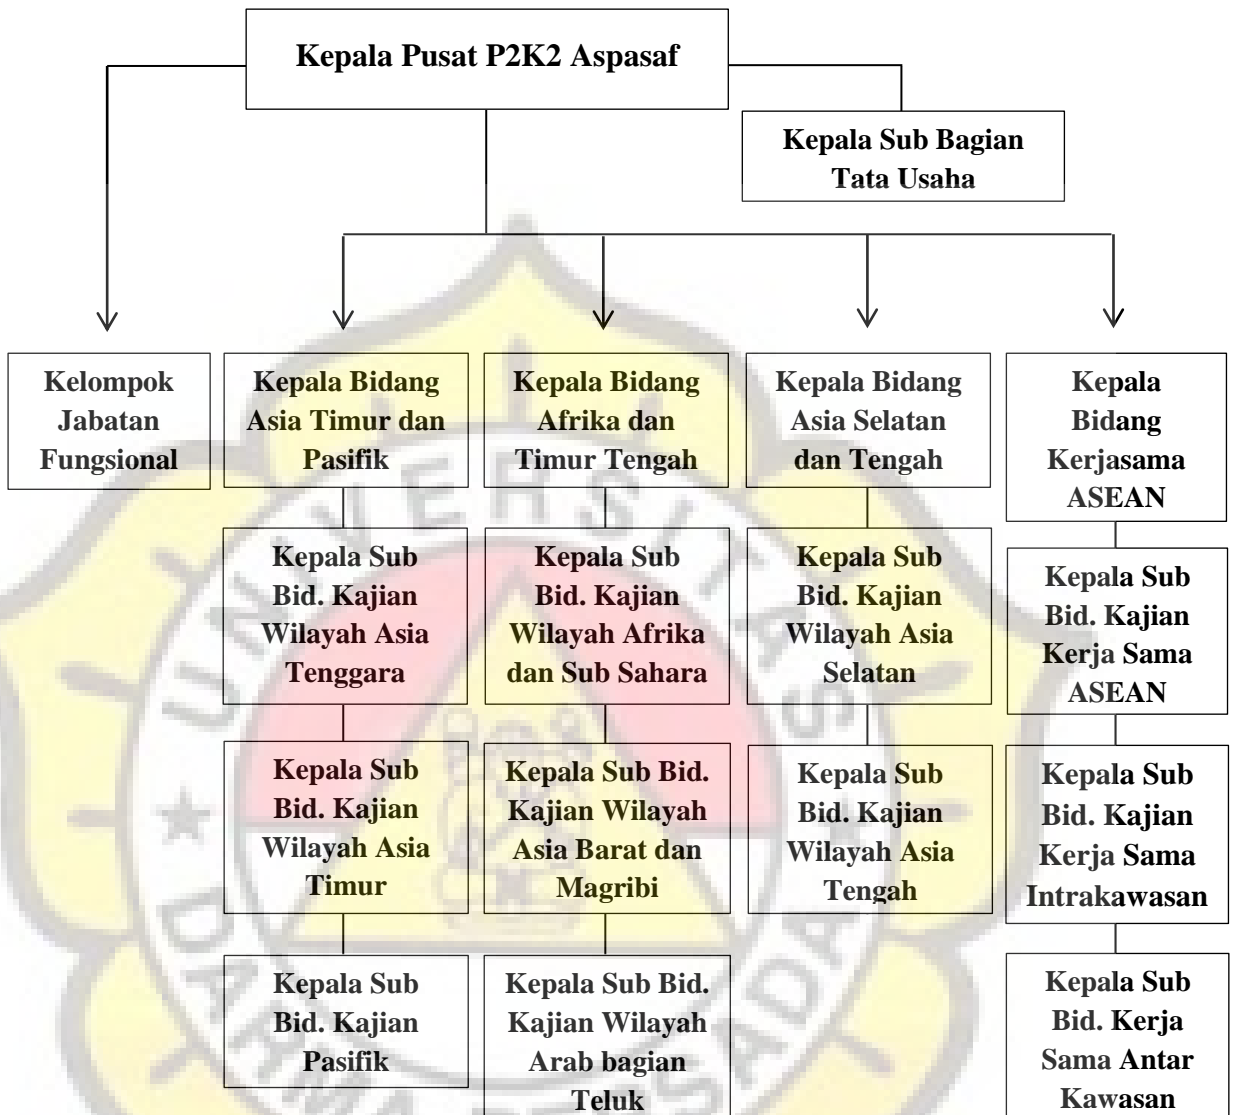 Kepala Pusat P2K2 Aspasaf
Kepala Sub Bagian
Tata Usaha
Kelompok
Jabatan
Fungsional
Kepala Bidang
Asia Timur dan
Pasifik
Kepala Bidang
Afrika dan
Timur Tengah
Kepala Bidang
Asia Selatan
dan Tengah
Kepala
Bidang
Kerjasama
ASEAN
Kepala Sub
Bid. Kajian
Wilayah Asia
Tenggara
Kepala Sub
Bid. Kajian
Wilayah Afrika
dan Sub Sahara
Kepala Sub
Bid. Kajian
Wilayah Asia
Selatan
Kepala Sub
Bid. Kajian
Kerja Sama
ASEAN
Kepala Sub
Bid. Kajian
Wilayah Asia
Timur
Kepala Sub Bid.
Kajian Wilayah
Asia Barat dan
Magribi
Kepala Sub
Bid. Kajian
Wilayah Asia
Tengah
Kepala Sub
Bid. Kajian
Kerja Sama
Intrakawasan
Kepala Sub
Bid. Kajian
Pasifik
Kepala Sub Bid.
Kajian Wilayah
Arab bagian
Teluk
Kepala Sub
Bid. Kerja
Sama Antar
Kawasan
UNIVERSITAS
DARMA PERSADA